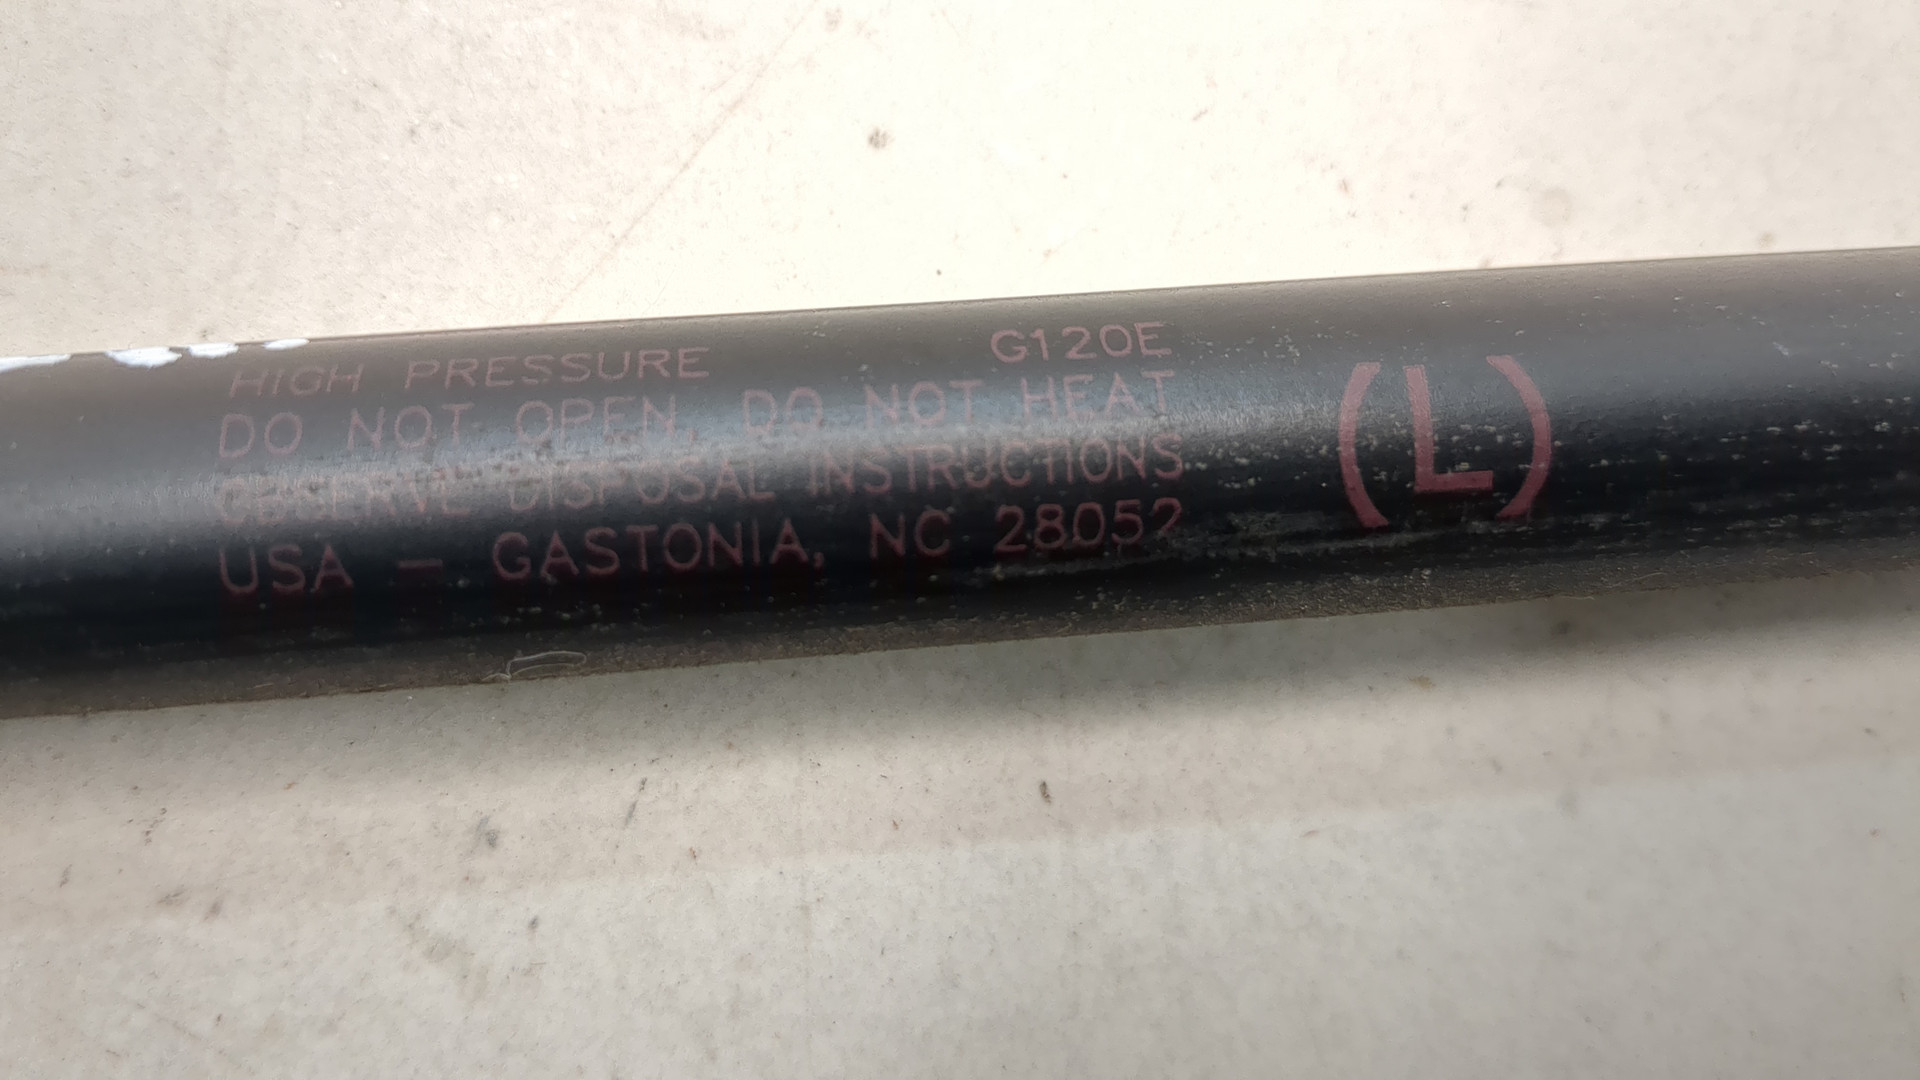 HIGH PRESSURE G120E
DO NOT OPEN, DO NOT HEAT
OBSERVE DISPOSAL INSTRUCTIONS
USA - GASTONIA, NC 28052
(L)